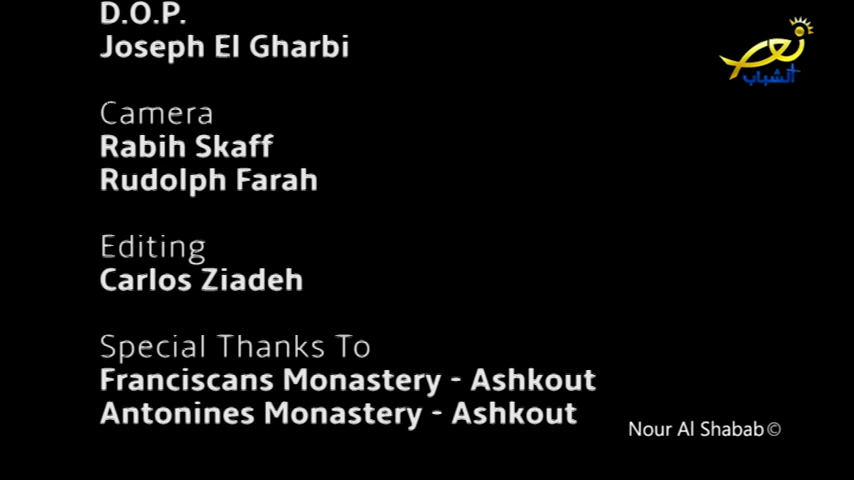 D.O.P.
Joseph El Gharbi
Camera
Rabih Skaff
Rudolph Farah
Editing
Carlos Ziadeh
Special Thanks To
Franciscans Monastery - Ashkout
Antonines Monastery - Ashkout
نور
الشباب
Nour Al Shabab©